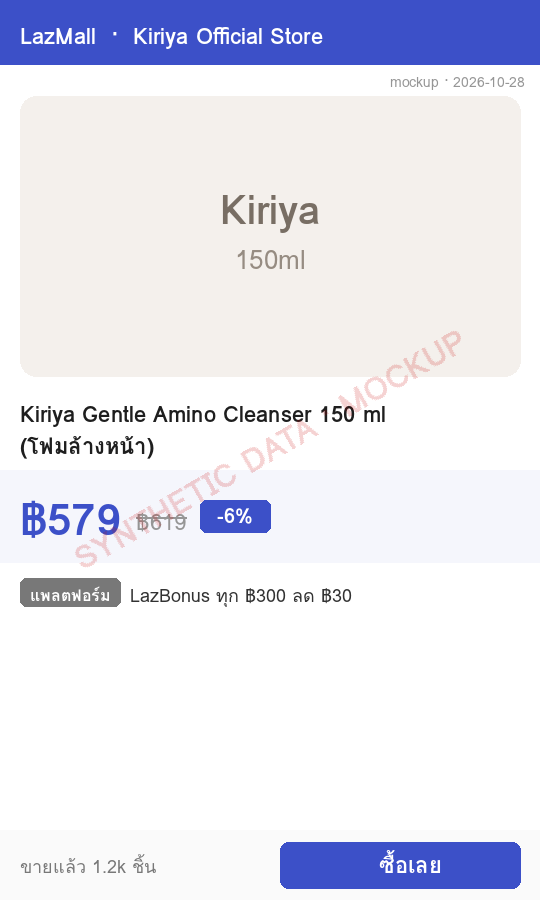 LazMall · Kiriya Official Store
mockup · 2026-10-28
Kiriya
150ml
Kiriya Gentle Amino Cleanser 150 ml
(โฟมล้างหน้า)
฿579 ฿619 -6%
แพลตฟอร์ม LazBonus ทุก ฿300 ลด ฿30
SYNTHETIC DATA · MOCKUP
ขายแล้ว 1.2k ชิ้น ซื้อเลย